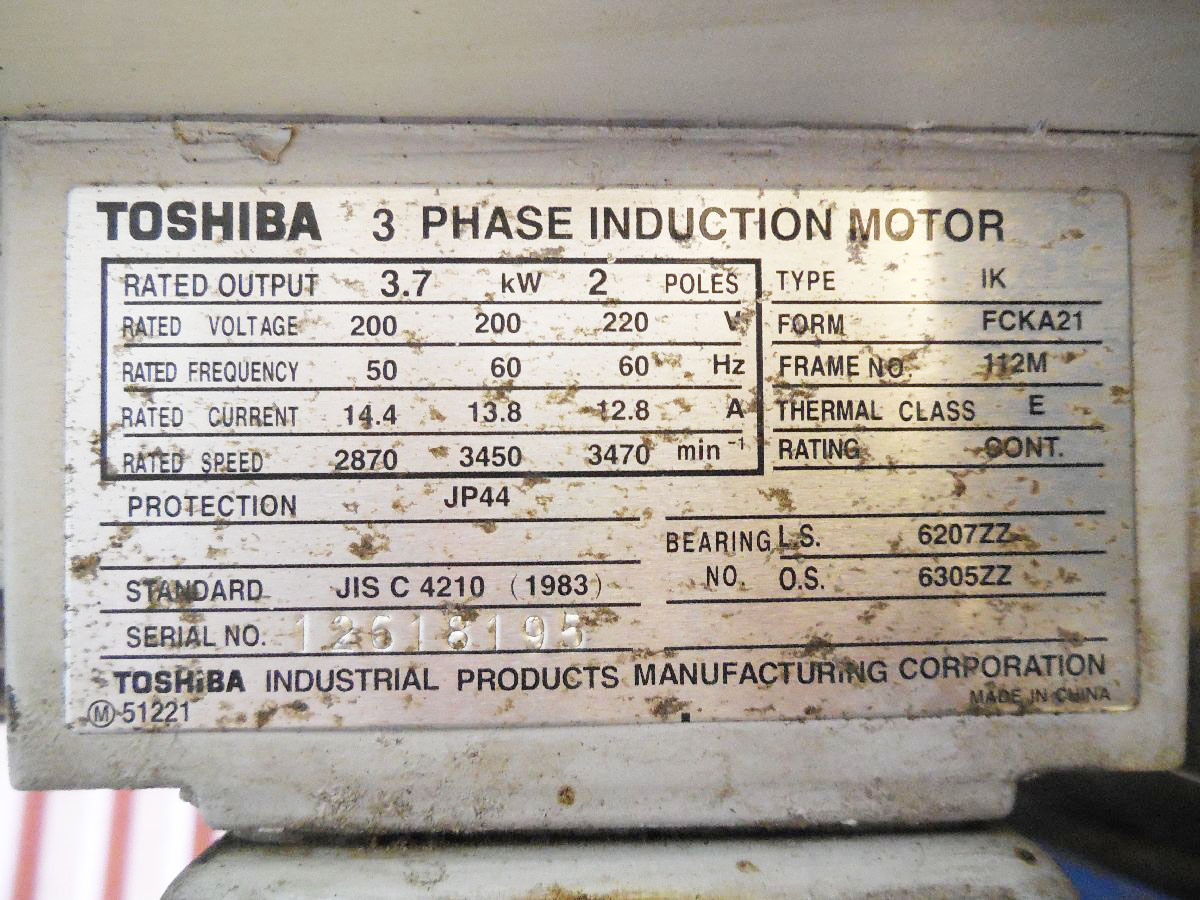 TOSHIBA 3 PHASE INDUCTION MOTOR
RATED OUTPUT 3.7 kW 2 POLES
RATED VOLTAGE 200 200 220 V
RATED FREQUENCY 50 60 60 Hz
RATED CURRENT 14.4 13.8 12.8 A
RATED SPEED 2870 3450 3470 min⁻¹
TYPE IK
FORM FCKA21
FRAME NO. 112M
THERMAL CLASS E
RATING CONT.
PROTECTION JP44
BEARING L.S. 6207ZZ
NO. O.S. 6305ZZ
STANDARD JIS C 4210 (1983)
SERIAL NO. 12618195
TOSHiBA INDUSTRIAL PRODUCTS MANUFACTURING CORPORATION
MADE IN CHINA
Ⓜ 51221